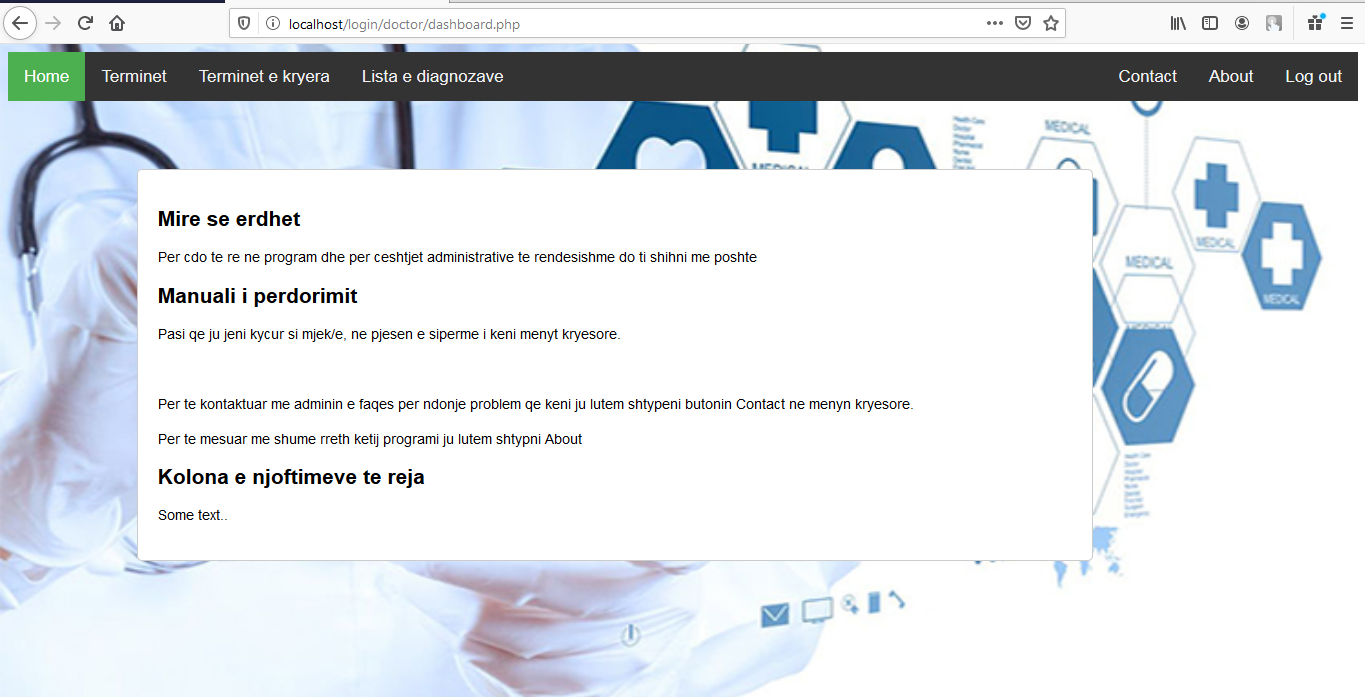 localhost/login/doctor/dashboard.php
Home Terminet Terminet e kryera Lista e diagnozave Contact About Log out
MEDICAL
MEDICAL
MEDICAL
MEDICAL
MEDICAL
Mire se erdhet
Per cdo te re ne program dhe per ceshtjet administrative te rendesishme do ti shihni me poshte
Manuali i perdorimit
Pasi qe ju jeni kycur si mjek/e, ne pjesen e siperme i keni menyt kryesore.
Per te kontaktuar me adminin e faqes per ndonje problem qe keni ju lutem shtypeni butonin Contact ne menyn kryesore.
Per te mesuar me shume rreth ketij programi ju lutem shtypni About
Kolona e njoftimeve te reja
Some text..